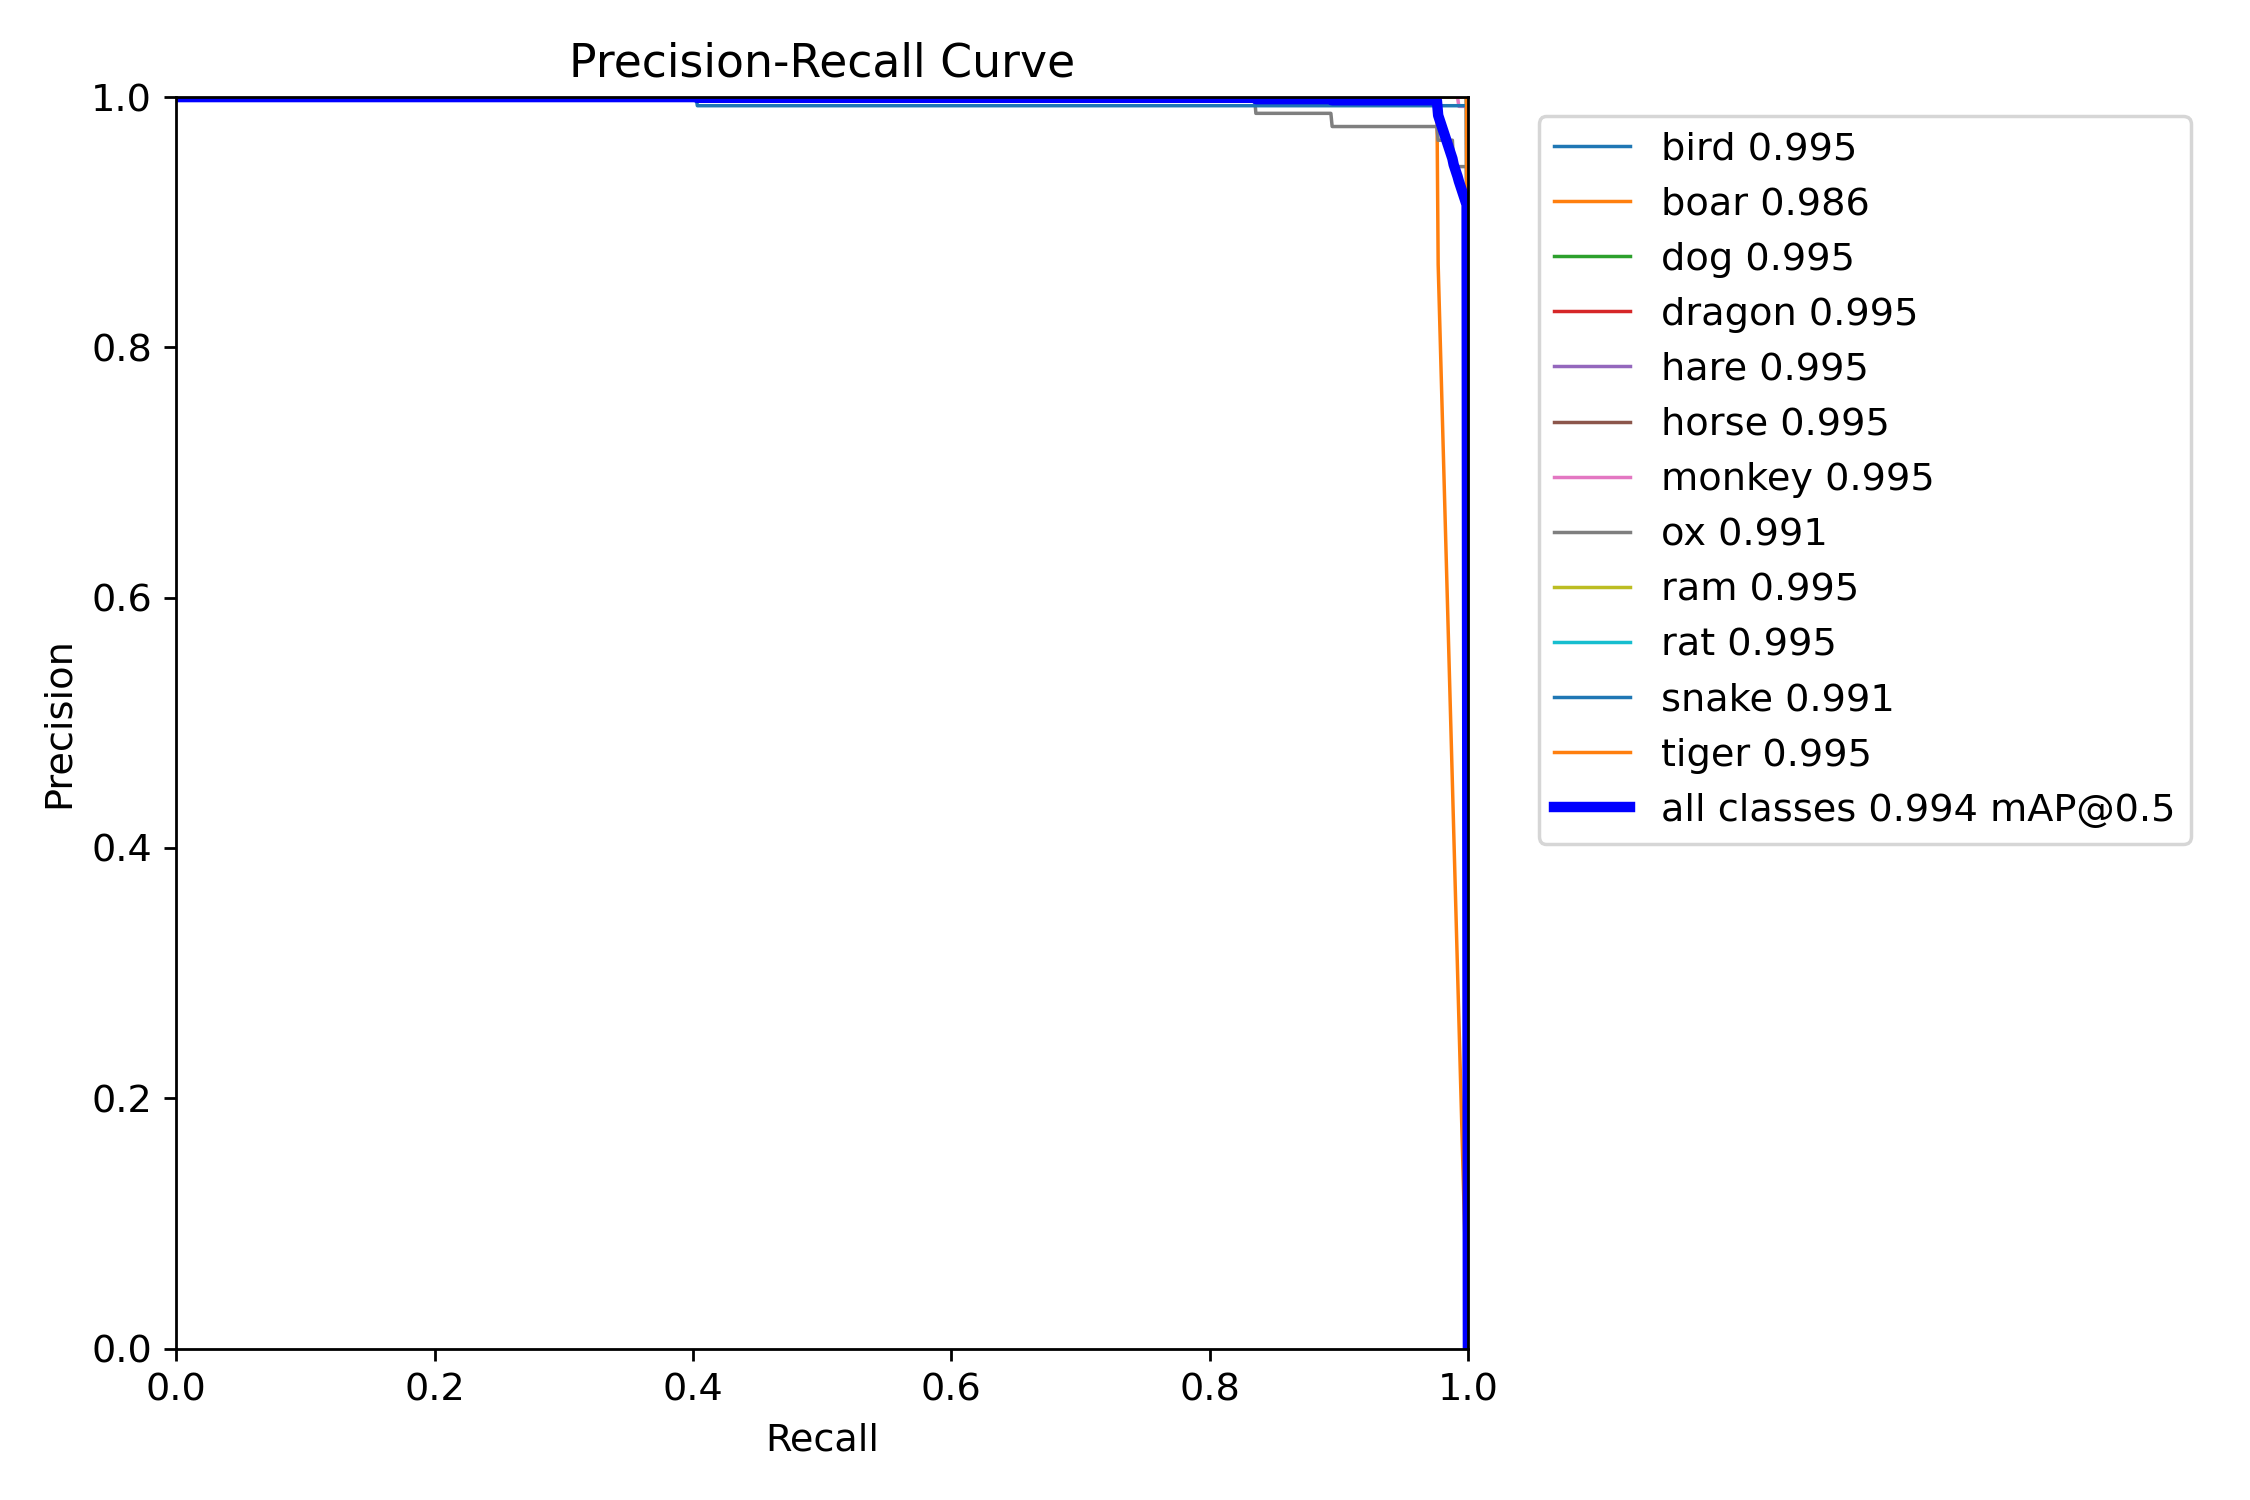 Precision-Recall Curve
1.0
0.8
0.6
0.4
0.2
0.0
Precision
0.0 0.2 0.4 0.6 0.8 1.0
Recall
bird 0.995
boar 0.986
dog 0.995
dragon 0.995
hare 0.995
horse 0.995
monkey 0.995
ox 0.991
ram 0.995
rat 0.995
snake 0.991
tiger 0.995
all classes 0.994 mAP@0.5